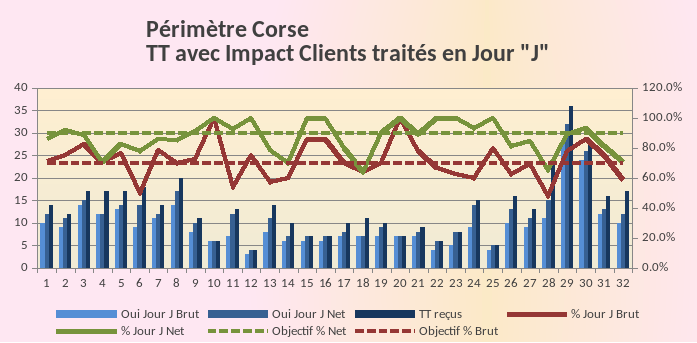 Périmètre Corse
TT avec Impact Clients traités en Jour "J"
40 120.0%
35
30 100.0%
25 80.0%
20 60.0%
15
10 40.0%
5 20.0%
0 0.0%
1 2 3 4 5 6 7 8 9 10 11 12 13 14 15 16 17 18 19 20 21 22 23 24 25 26 27 28 29 30 31 32
Oui Jour J Brut Oui Jour J Net TT reçus % Jour J Brut
% Jour J Net Objectif % Net Objectif % Brut